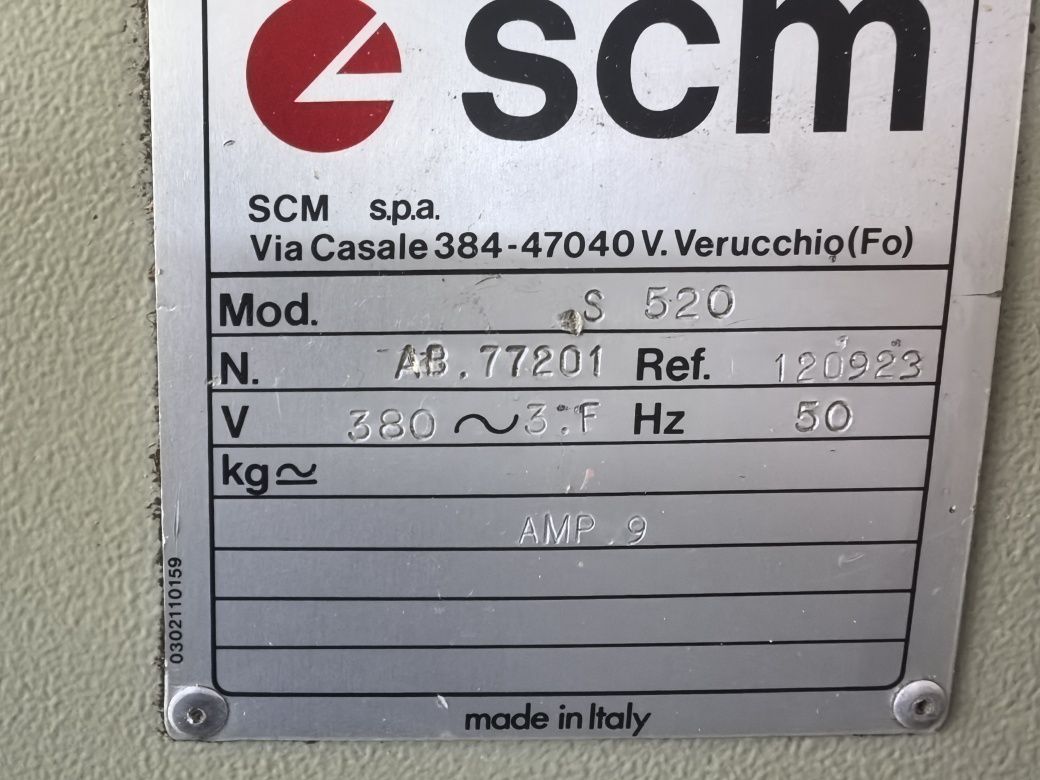 scm
SCM s.p.a.
Via Casale 384-47040 V. Verucchio (Fo)
Mod. S 520
N. AB.77201 Ref. 120923
V 380 ~ 3.F Hz 50
kg≃
AMP.9
0302110159
made in Italy